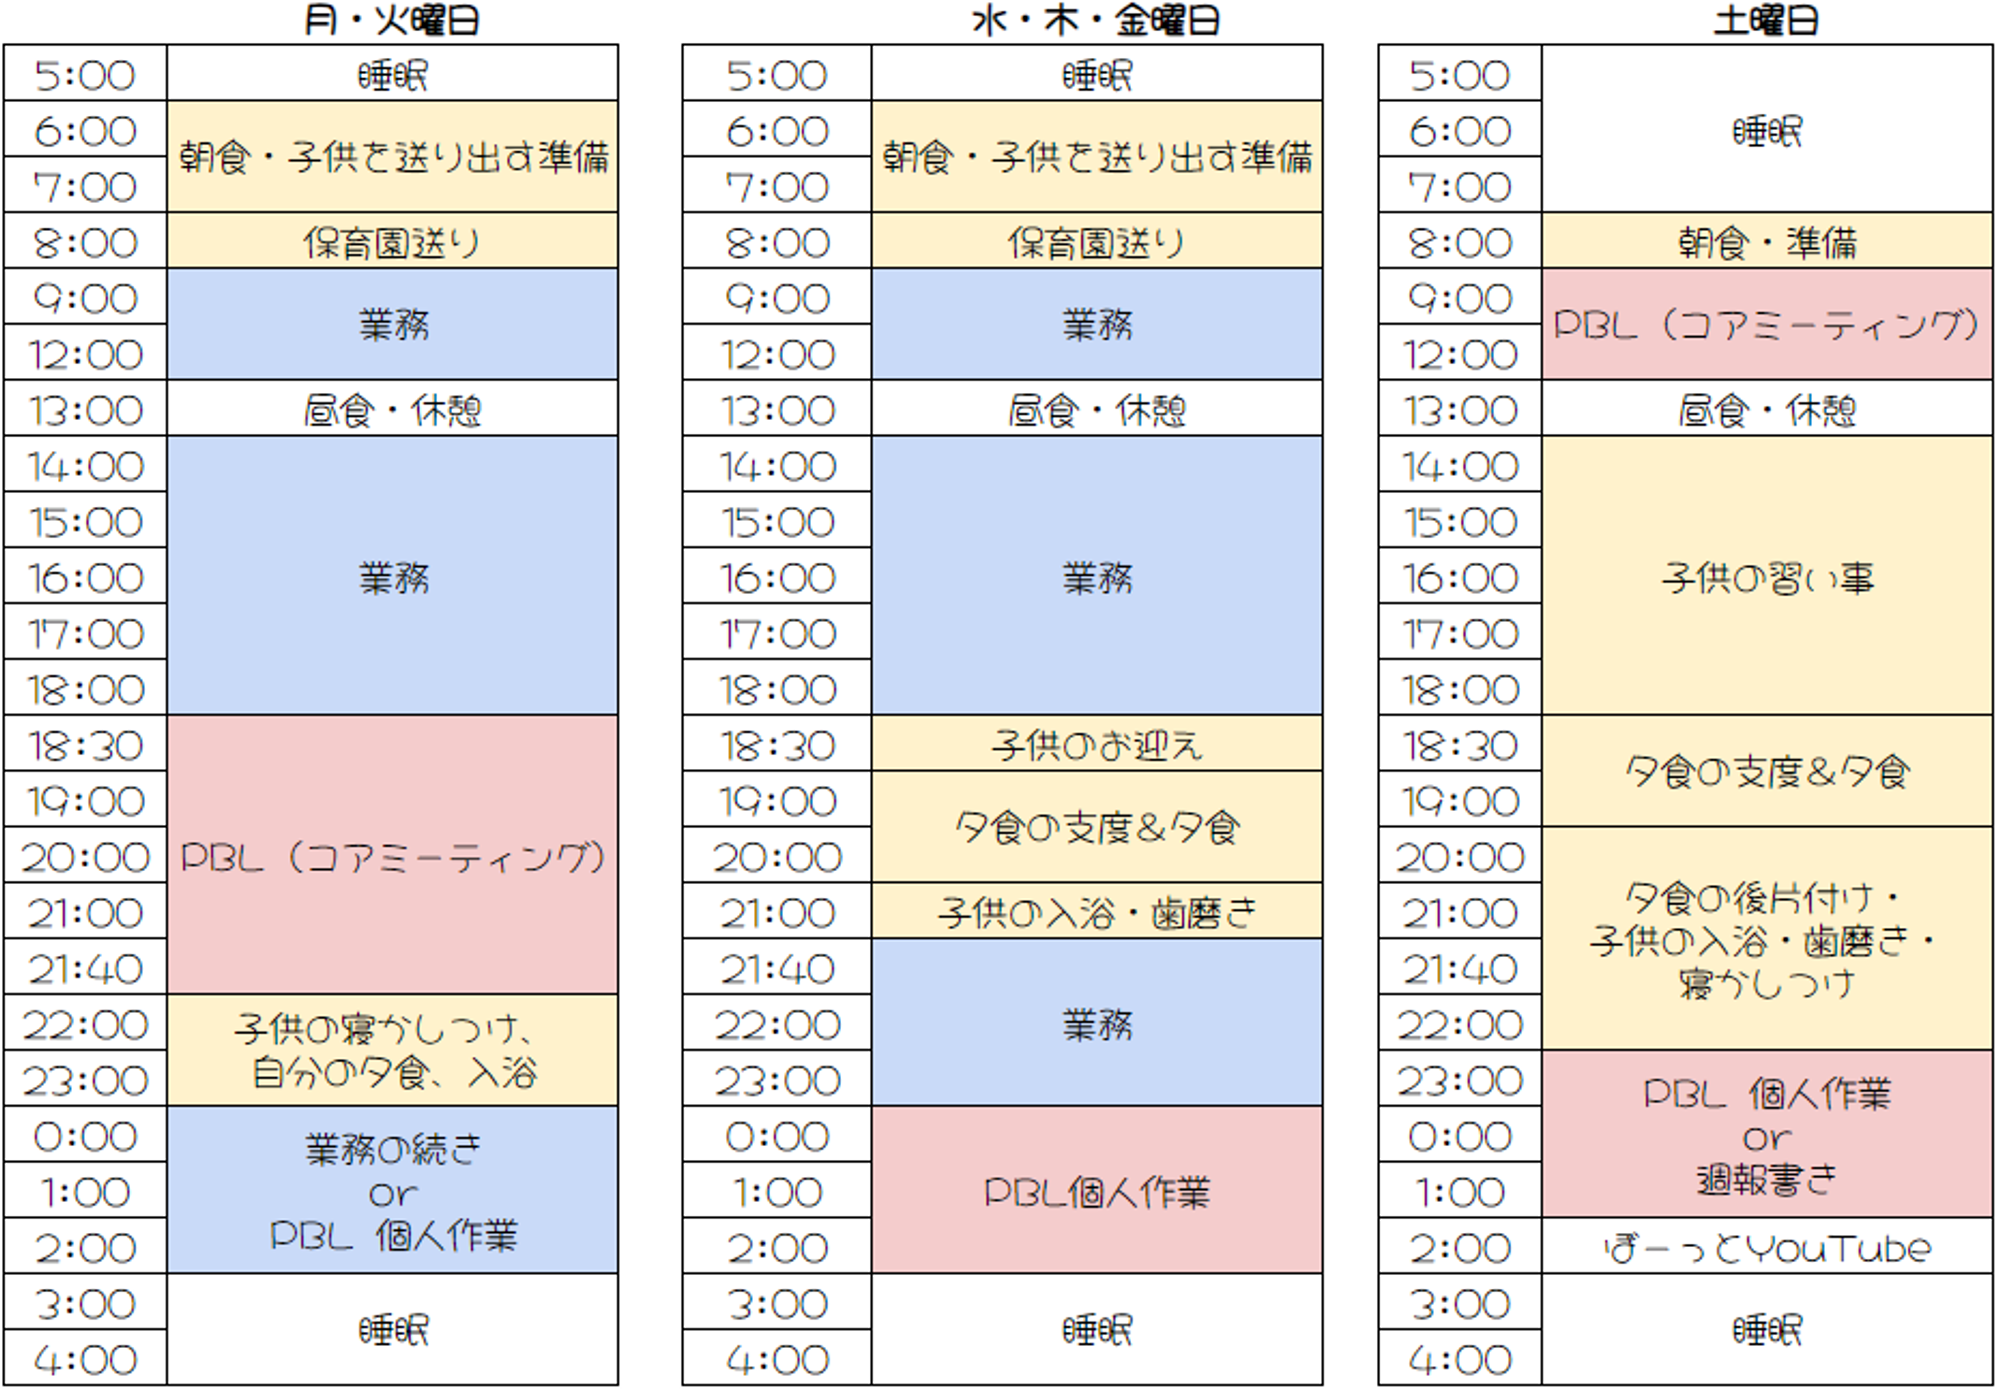 月・火曜日
5:00 睡眠
6:00
朝食・子供を送り出す準備
7:00
8:00 保育園送り
9:00
業務
12:00
13:00 昼食・休憩
14:00
15:00
16:00 業務
17:00
18:00
18:30
19:00
20:00 PBL（コアミーティング）
21:00
21:40
22:00 子供の寝かしつけ、
23:00 自分の夕食、入浴
0:00 業務の続き
1:00 or
2:00 PBL 個人作業
3:00
睡眠
4:00
水・木・金曜日
5:00 睡眠
6:00
朝食・子供を送り出す準備
7:00
8:00 保育園送り
9:00
業務
12:00
13:00 昼食・休憩
14:00
15:00
16:00 業務
17:00
18:00
18:30 子供のお迎え
19:00
夕食の支度&夕食
20:00
21:00 子供の入浴・歯磨き
21:40
22:00 業務
23:00
0:00
1:00 PBL個人作業
2:00
3:00
睡眠
4:00
土曜日
5:00
6:00 睡眠
7:00
8:00 朝食・準備
9:00
PBL（コアミーティング）
12:00
13:00 昼食・休憩
14:00
15:00
16:00 子供の習い事
17:00
18:00
18:30
夕食の支度&夕食
19:00
20:00
21:00 夕食の後片付け・
子供の入浴・歯磨き・
21:40 寝かしつけ
22:00
23:00 PBL 個人作業
0:00 or
1:00 週報書き
2:00 ぼーっとYouTube
3:00
睡眠
4:00